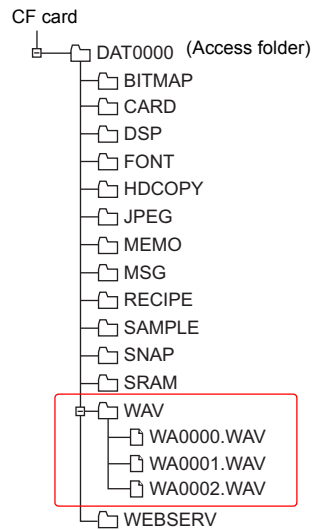 CF card
DAT0000 (Access folder)
BITMAP
CARD
DSP
FONT
HDCOPY
JPEG
MEMO
MSG
RECIPE
SAMPLE
SNAP
SRAM
WAV
WA0000.WAV
WA0001.WAV
WA0002.WAV
WEBSERV